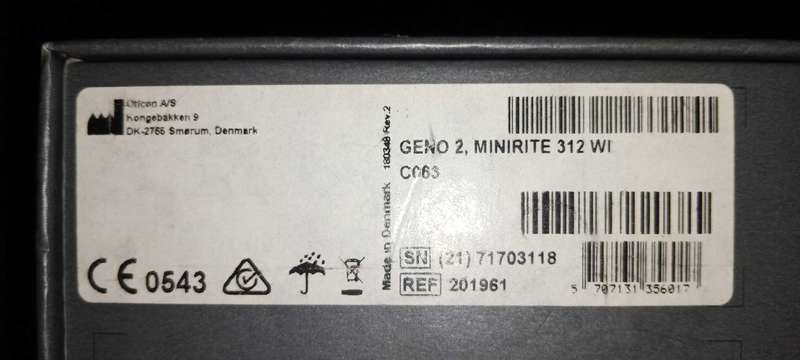 Oticon A/S
Kongebakken 9
DK-2765 Smørum, Denmark
CE 0543
Made in Denmark 180348 Rev.2
GENO 2, MINIRITE 312 WI
C063
SN (21) 71703118
REF 201961
5 707131 356017